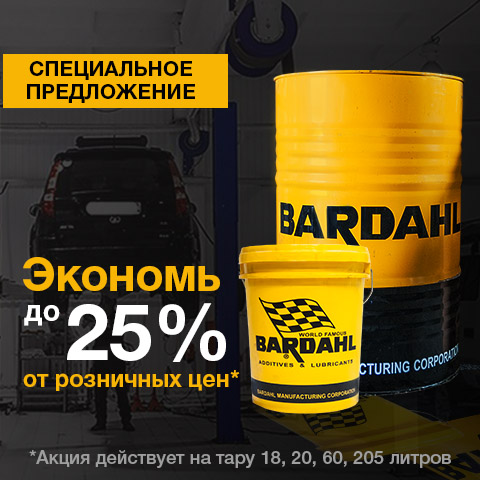 СПЕЦИАЛЬНОЕ
ПРЕДЛОЖЕНИЕ
BARDAHL
Экономь
до 25%
от розничных цен*
WORLD FAMOUS
BARDAHL
®
ADDITIVES & LUBRICANTS
BARDAHL MANUFACTURING CORPORATION
FACTURING CORPORATION
*Акция действует на тару 18, 20, 60, 205 литров